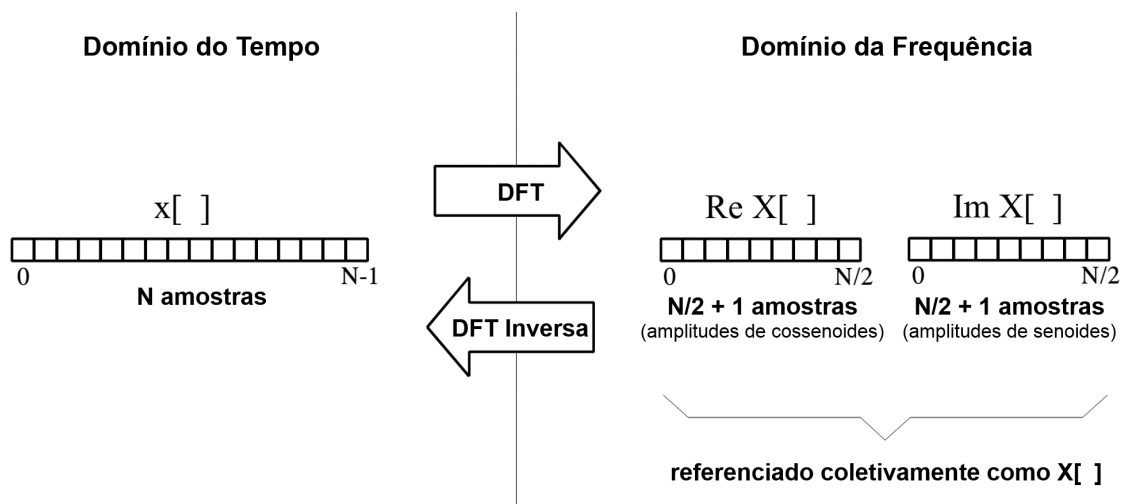 Domínio do Tempo
Domínio da Frequência
DFT
x[ ]
0
N-1
N amostras
DFT Inversa
Re X[ ]
0
N/2
N/2 + 1 amostras
(amplitudes de cossenoides)
Im X[ ]
0
N/2
N/2 + 1 amostras
(amplitudes de senoides)
referenciado coletivamente como X[ ]